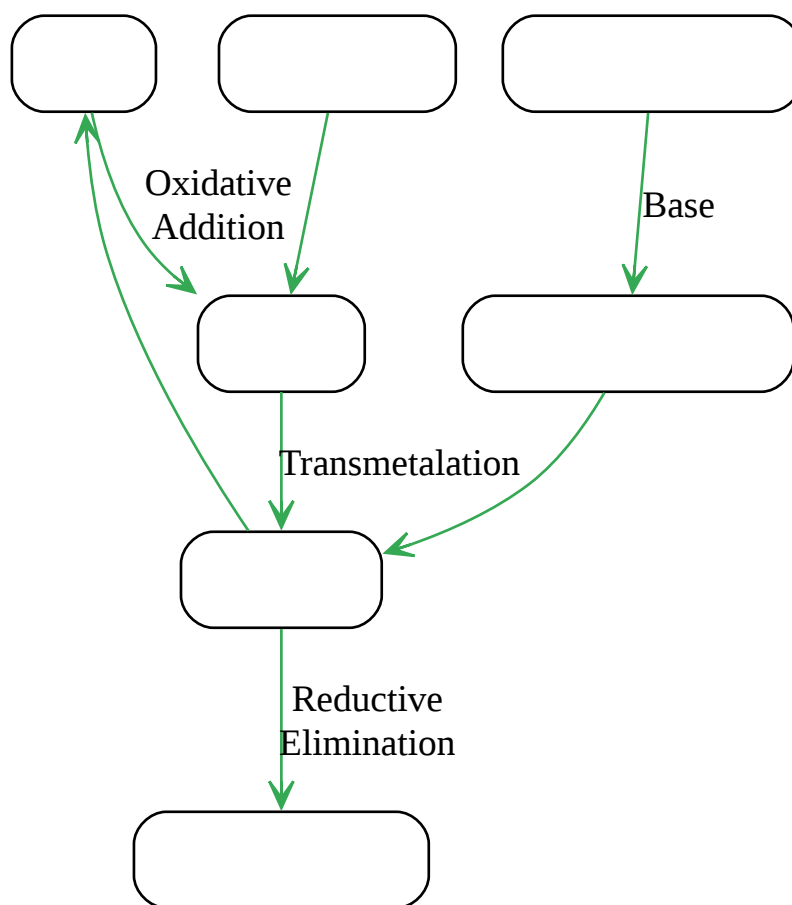 Oxidative
Addition
Base
Transmetalation
Reductive
Elimination